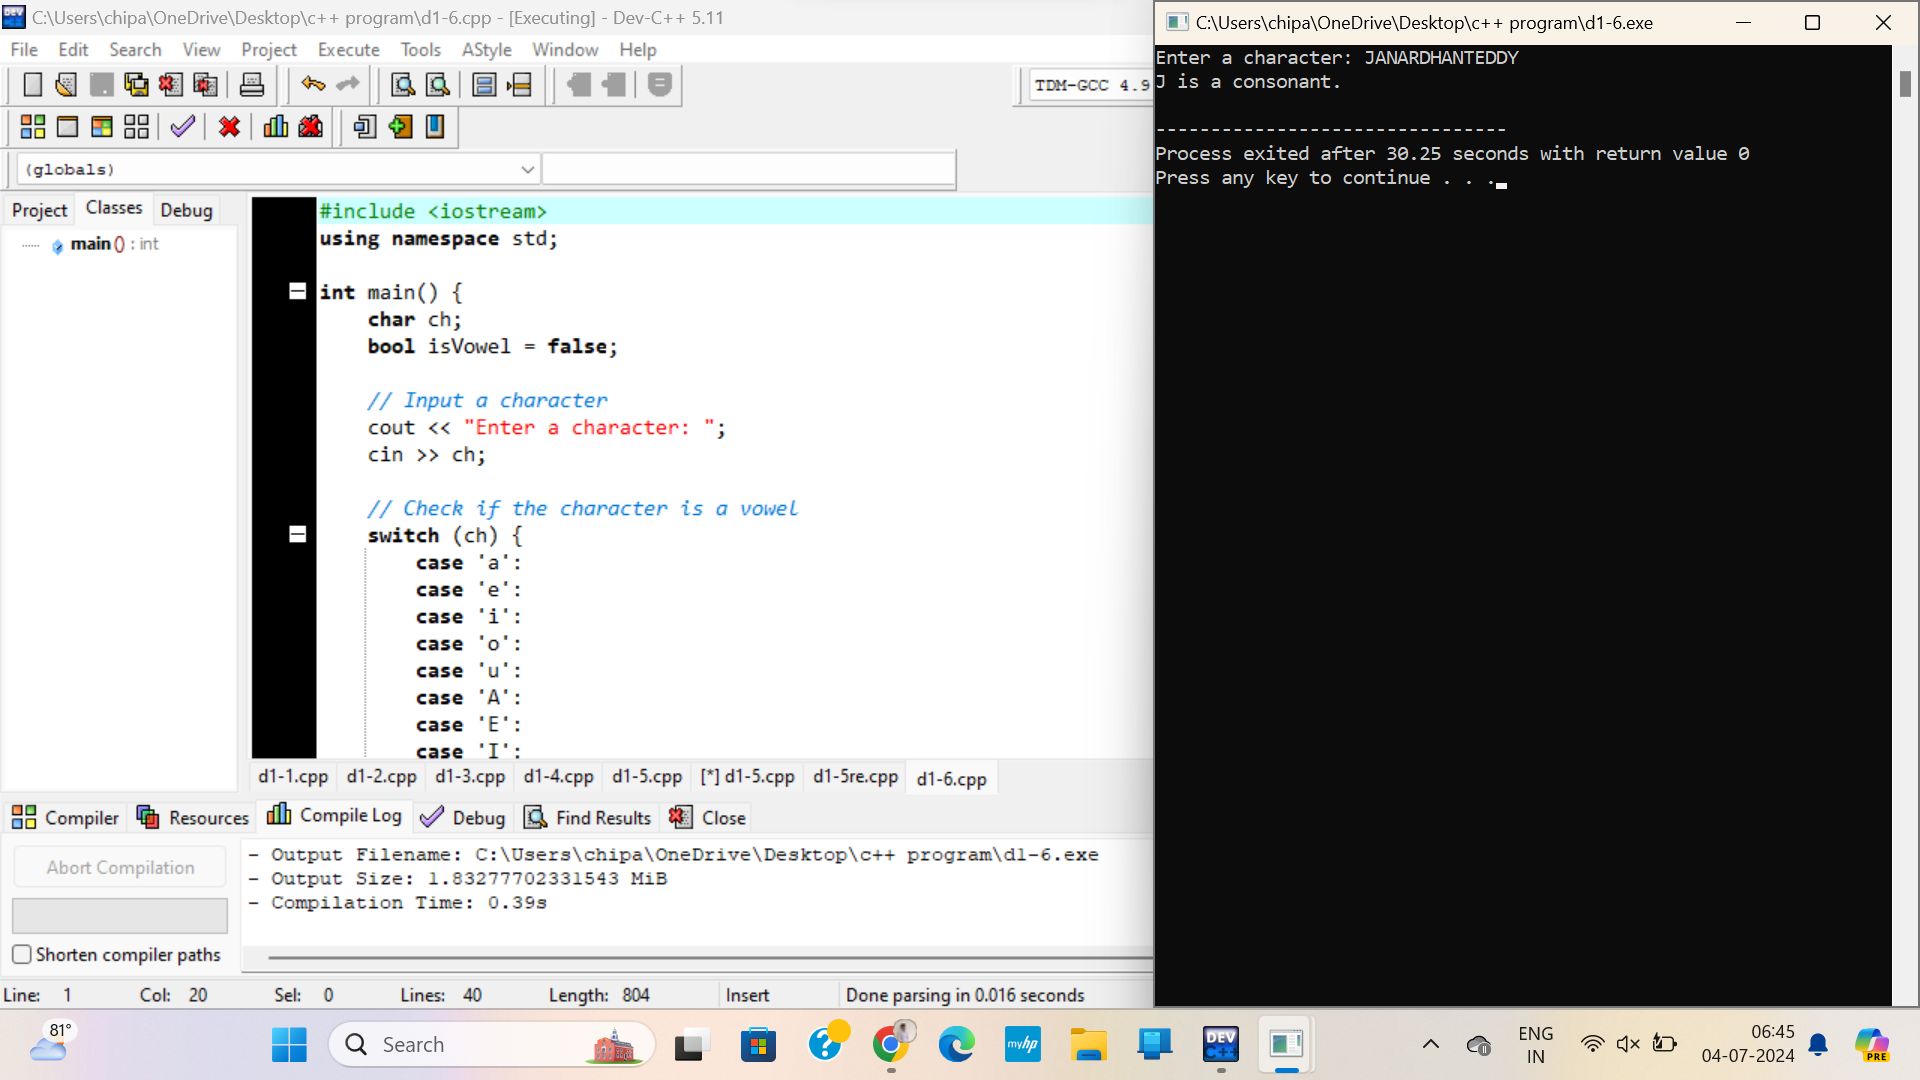 C:\Users\chipa\OneDrive\Desktop\c++ program\d1-6.cpp - [Executing] - Dev-C++ 5.11
File Edit Search View Project Execute Tools AStyle Window Help
TDM-GCC 4.9
(globals)
Project Classes Debug
main() : int
#include <iostream>
using namespace std;
int main() {
char ch;
bool isVowel = false;
// Input a character
cout << "Enter a character: ";
cin >> ch;
// Check if the character is a vowel
switch (ch) {
case 'a':
case 'e':
case 'i':
case 'o':
case 'u':
case 'A':
case 'E':
case 'I':
d1-1.cpp d1-2.cpp d1-3.cpp d1-4.cpp d1-5.cpp [*] d1-5.cpp d1-5re.cpp d1-6.cpp
Compiler Resources Compile Log Debug Find Results Close
Abort Compilation
Shorten compiler paths
- Output Filename: C:\Users\chipa\OneDrive\Desktop\c++ program\d1-6.exe
- Output Size: 1.83277702331543 MiB
- Compilation Time: 0.39s
Line: 1 Col: 20 Sel: 0 Lines: 40 Length: 804 Insert Done parsing in 0.016 seconds
C:\Users\chipa\OneDrive\Desktop\c++ program\d1-6.exe
Enter a character: JANARDHANTEDDY
J is a consonant.
--------------------------------
Process exited after 30.25 seconds with return value 0
Press any key to continue . . .
81°
Search
myhp
DEV C++
ENG
IN
06:45
04-07-2024
PRE